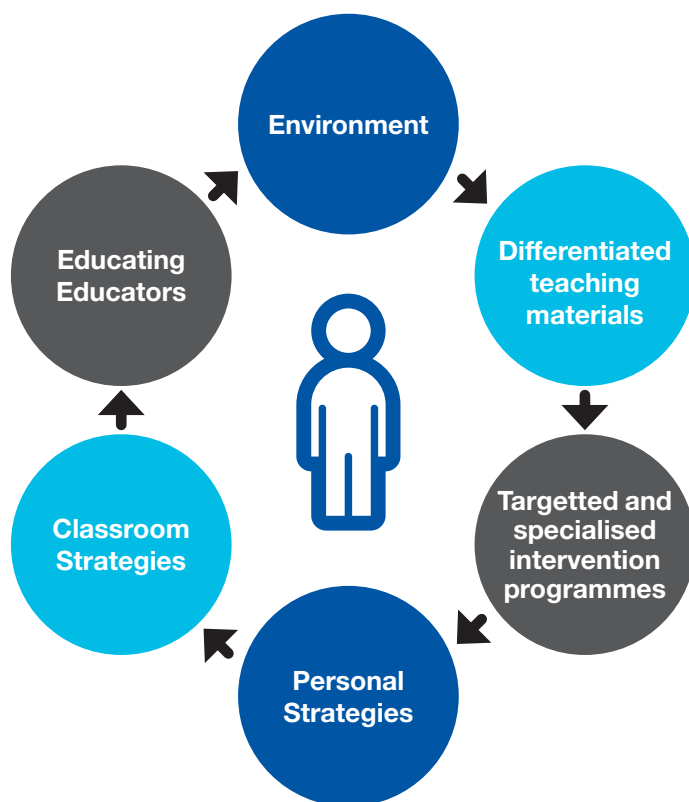 Environment
Differentiated
teaching
materials
Targetted and
specialised
intervention
programmes
Personal
Strategies
Classroom
Strategies
Educating
Educators